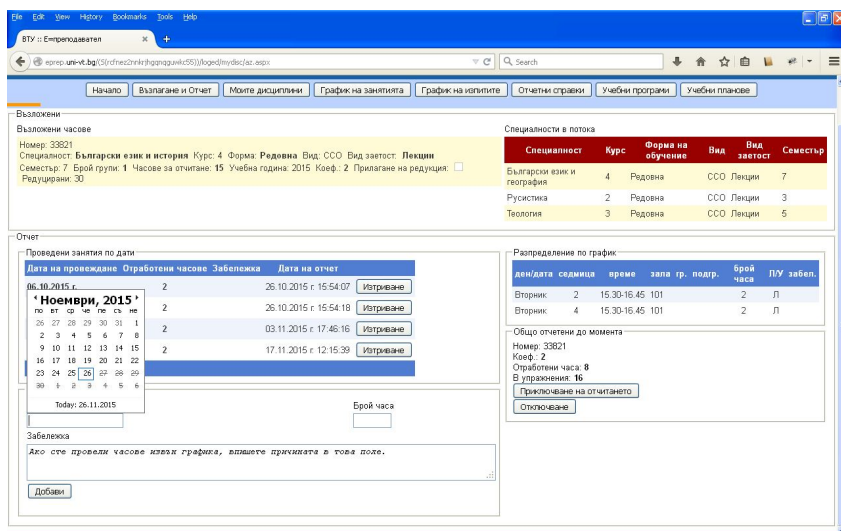 File Edit View History Bookmarks Tools Help
ВТУ :: Е=преподавател × +
eprep.uni-vt.bg/(S(rcfnez2nnkrjhgqnqguwkc55))/loged/mydisc/az.aspx Search
Начало Възлагане и Отчет Моите дисциплини График на занятията График на изпитите Отчетни справки Учебни програми Учебни планове
Възложени
Възложени часове
Номер: 33821
Специалност: Български език и история Курс: 4 Форма: Редовна Вид: ССО Вид заетост: Лекции
Семестър: 7 Брой групи: 1 Часове за отчитане: 15 Учебна година: 2015 Коеф.: 2 Прилагане на редукция:
Редуцирани: 30
Специалности в потока
Специалност Курс Форма на обучение Вид Вид заетост Семестър
Български език и география 4 Редовна ССО Лекции 7
Русистика 2 Редовна ССО Лекции 3
Теология 3 Редовна ССО Лекции 5
Отчет
Проведени занятия по дати
Дата на провеждане Отработени часове Забележка Дата на отчет
06.10.2015 г. 2 26.10.2015 г. 15:54:07 Изтриване
2 26.10.2015 г. 15:54:18 Изтриване
2 03.11.2015 г. 17:46:16 Изтриване
2 17.11.2015 г. 12:15:39 Изтриване
Ноември, 2015
по вт ср че пе съ не
26 27 28 29 30 31 1
2 3 4 5 6 7 8
9 10 11 12 13 14 15
16 17 18 19 20 21 22
23 24 25 26 27 28 29
30 1 2 3 4 5 6
Today: 26.11.2015
Брой часа
Забележка
Ако сте провели часове извън графика, впишете причината в това поле.
Добави
Разпределение по график
ден/дата седмица време зала гр. подгр. брой часа Л/У забел.
Вторник 2 15.30-16.45 101 2 Л
Вторник 4 15.30-16.45 101 2 Л
Общо отчетени до момента
Номер: 33821
Коеф.: 2
Отработени часа: 8
В упражнения: 16
Приключване на отчитането
Отключване